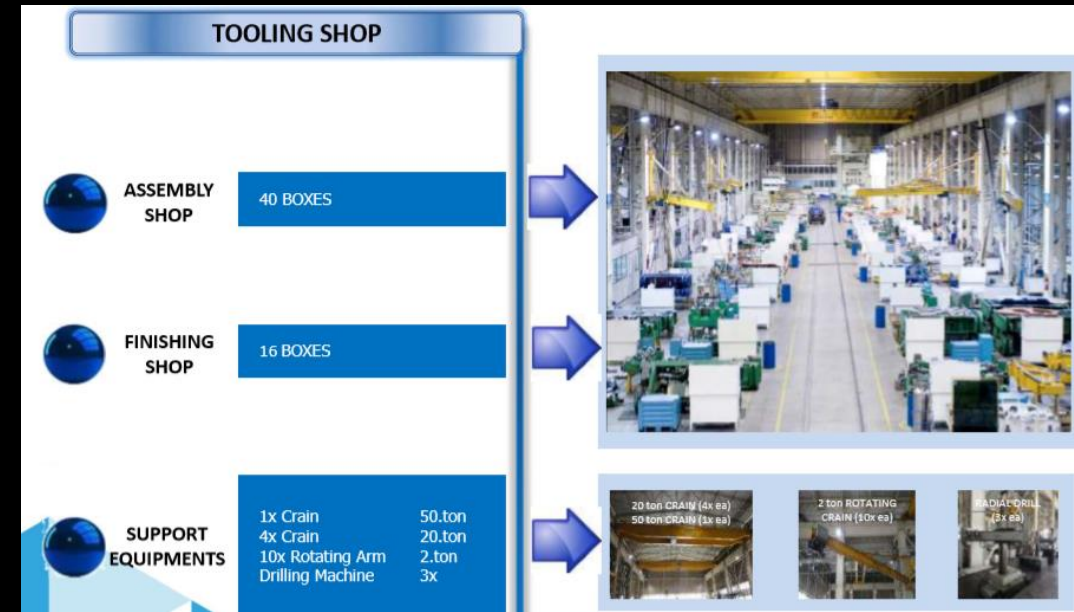 TOOLING SHOP
ASSEMBLY
SHOP
40 BOXES
FINISHING
SHOP
16 BOXES
SUPPORT
EQUIPMENTS
1x Crain 50.ton
4x Crain 20.ton
10x Rotating Arm 2.ton
Drilling Machine 3x
20 ton CRAIN (4x ea)
50 ton CRAIN (1x ea)
2 ton ROTATING
CRAIN (10x ea)
RADIAL DRILL
(3x ea)